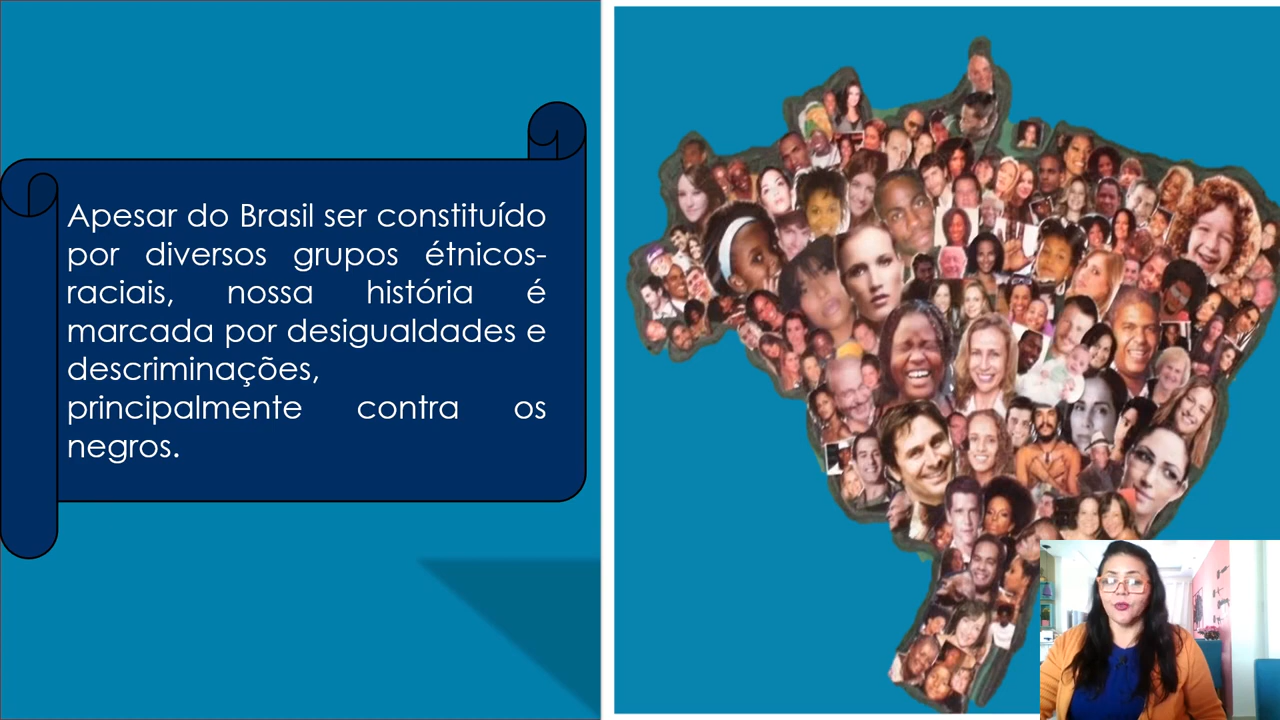 Apesar do Brasil ser constituído
por diversos grupos étnicos-
raciais, nossa história é
marcada por desigualdades e
descriminações,
principalmente contra os
negros.